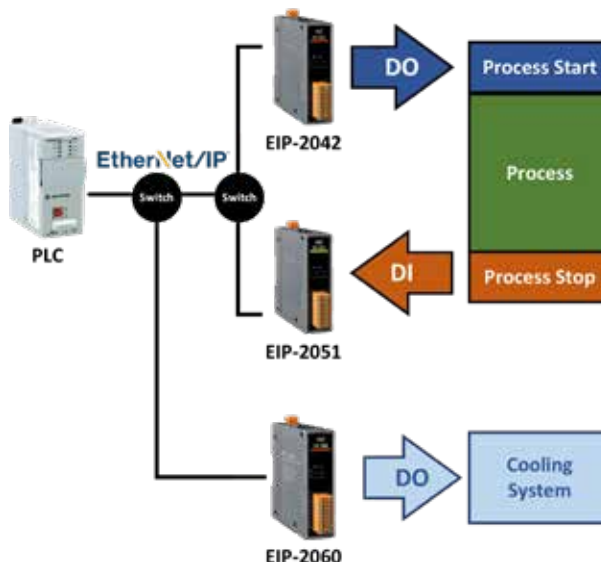 DO
Process Start
EIP-2042
EtherNet/IP
Switch
Switch
Process
PLC
DI
Process Stop
EIP-2051
DO
Cooling
System
EIP-2060